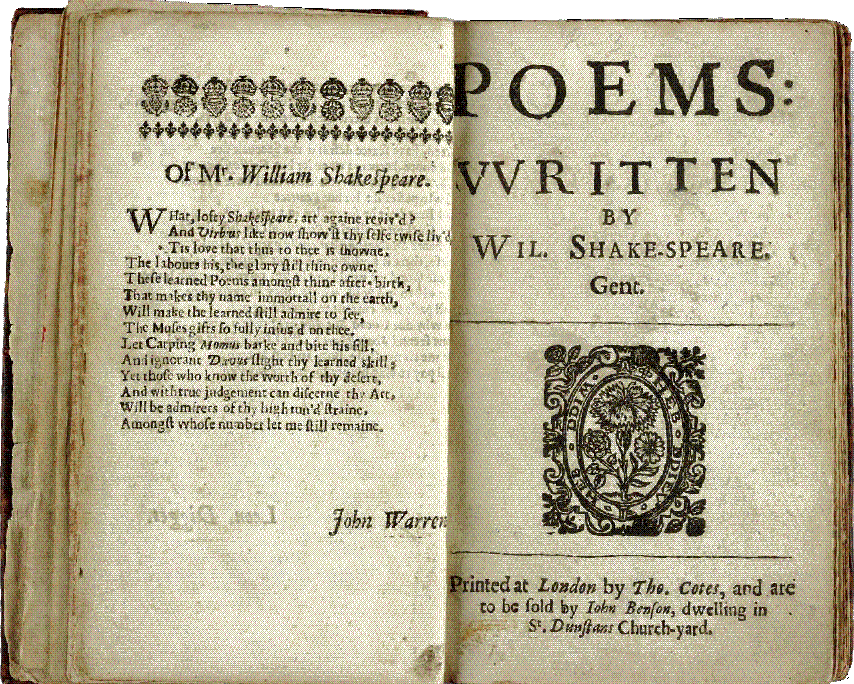 Of Mr. William Shakeſpeare.
WHat, lofty Shakeſpeare, art againe reviv'd?
And Virbius like now ſhow'ſt thy ſelfe twiſe liv'd,
Tis love that thus to thee is ſhowne,
The labours his, the glory ſtill thine owne.
Theſe learned Poems amongſt thine after-birth,
That makes thy name immortall on the earth,
Will make the learned ſtill admire to ſee,
The Muſes gifts ſo fully infus'd on thee.
Let Carping Momus barke and bite his fill,
And ignorant Davus ſlight thy learned skill:
Yet thoſe who know the worth of thy deſert,
And with true judgement can diſcerne thy Art,
Will be admirers of thy high tun'd ſtraine,
Amongſt whoſe number let me ſtill remaine.
John Warren
POEMS:
VVRITTEN
BY
WIL. SHAKE-SPEARE.
Gent.
Printed at London by Tho. Cotes, and are
to be ſold by Iohn Benſon, dwelling in
St. Dunſtans Church-yard.